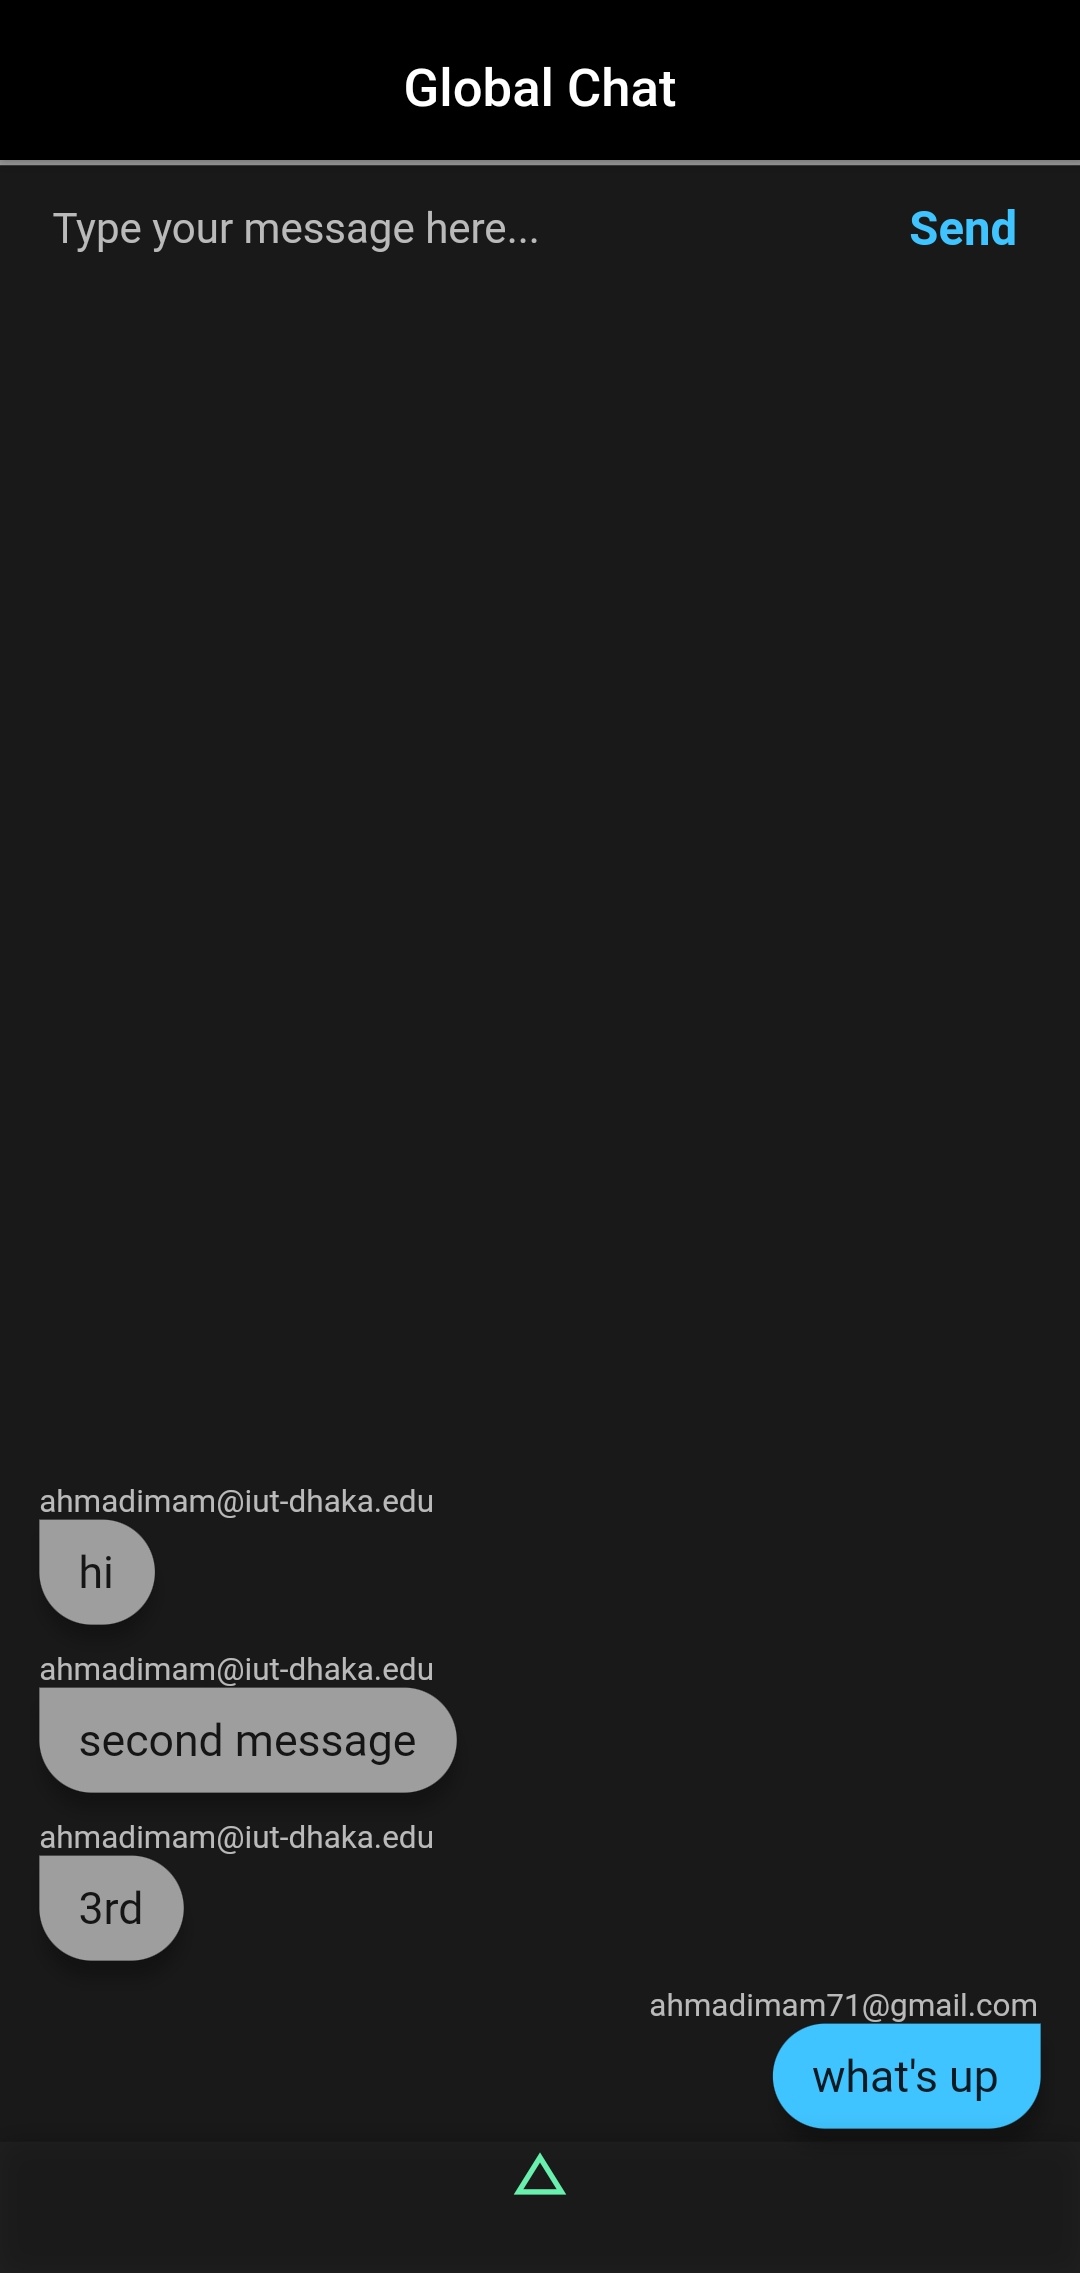 Global Chat
Type your message here...
Send
ahmadimam@iut-dhaka.edu
hi
ahmadimam@iut-dhaka.edu
second message
ahmadimam@iut-dhaka.edu
3rd
ahmadimam71@gmail.com
what's up